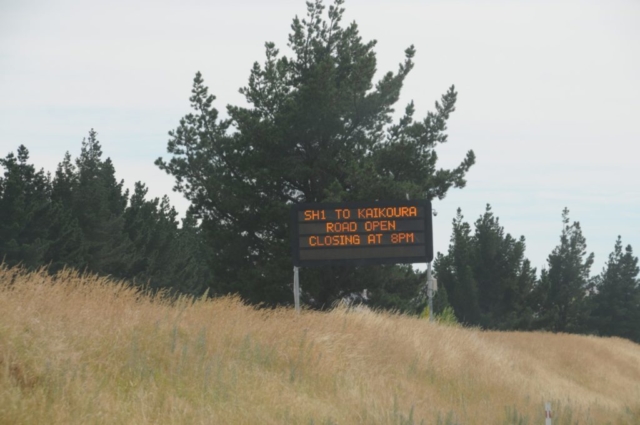 SH1 TO KAIKOURA
ROAD OPEN
CLOSING AT 8PM